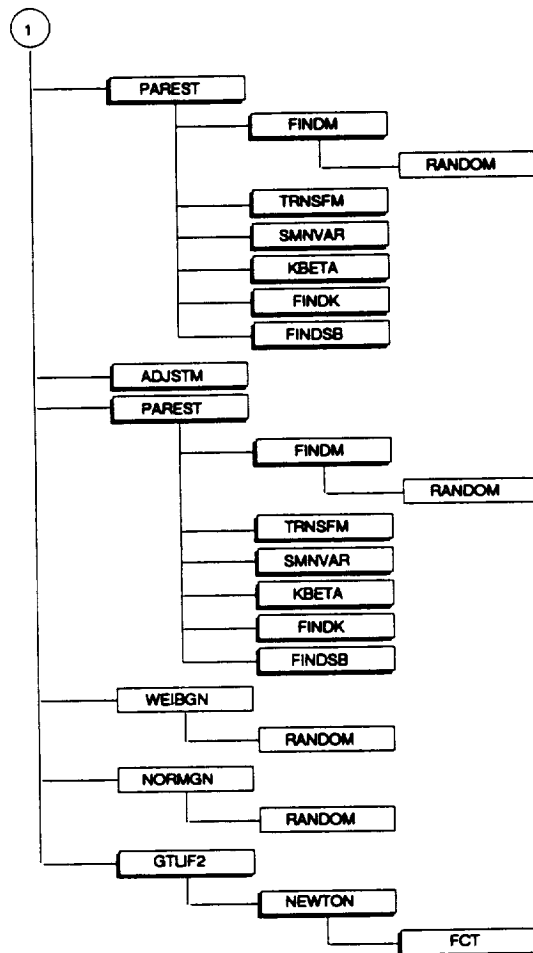 1
PAREST
FINDM
RANDOM
TRNSFM
SMNVAR
KBETA
FINDK
FINDSB
ADJSTM
PAREST
FINDM
RANDOM
TRNSFM
SMNVAR
KBETA
FINDK
FINDSB
WEIBGN
RANDOM
NORMGN
RANDOM
GTLIF2
NEWTON
FCT